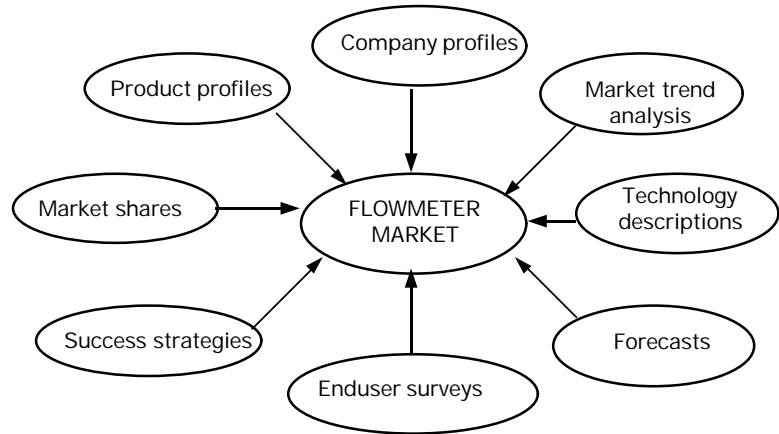 Company profiles
Product profiles
Market trend
analysis
Market shares
FLOWMETER
MARKET
Technology
descriptions
Success strategies
Forecasts
Enduser surveys